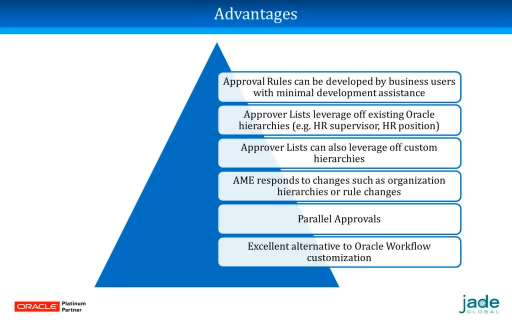 Advantages
Approval Rules can be developed by business users
with minimal development assistance
Approver Lists leverage off existing Oracle
hierarchies (e.g. HR supervisor, HR position)
Approver Lists can also leverage off custom
hierarchies
AME responds to changes such as organization
hierarchies or rule changes
Parallel Approvals
Excellent alternative to Oracle Workflow
customization
ORACLE Platinum
Partner
jade
GLOBAL